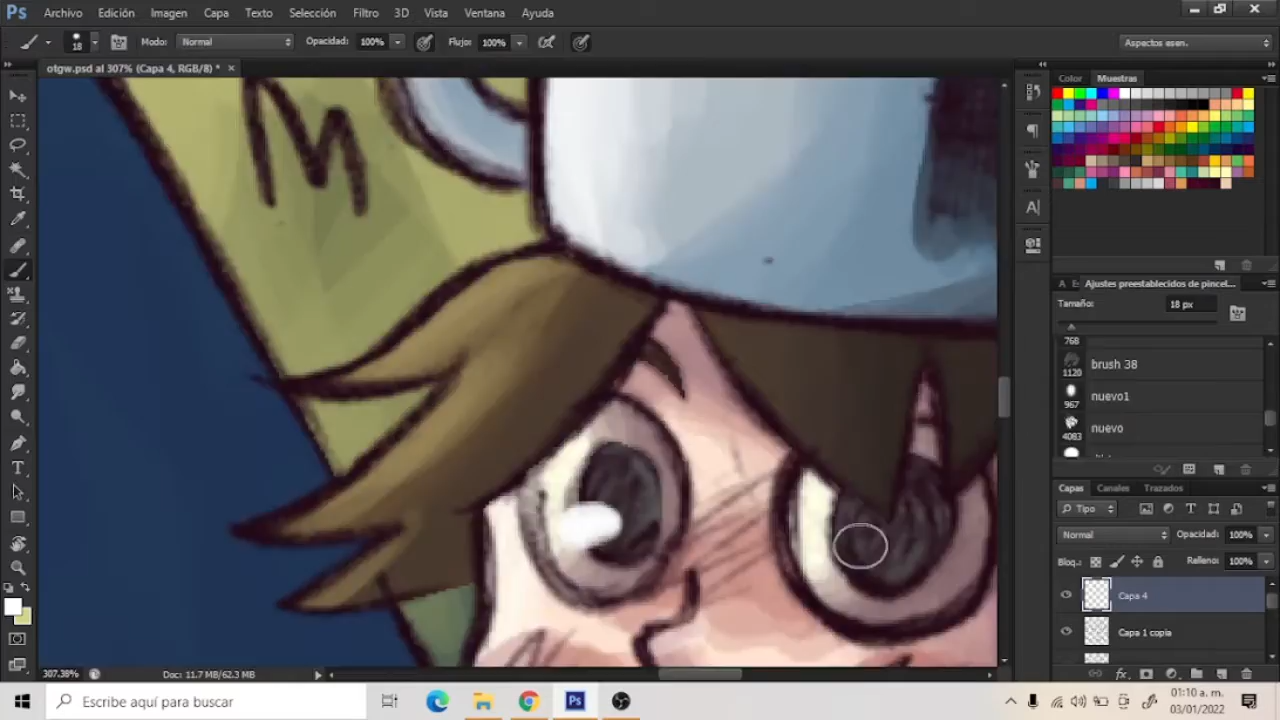 Ps Archivo Edición Imagen Capa Texto Selección Filtro 3D Vista Ventana Ayuda
18 Modo: Normal Opacidad: 100% Flujo: 100% Aspectos esen.
otgw.psd al 307% (Capa 4, RGB/8) * ×
Color Muestras
M
A|
A E Ajustes preestablecidos de pincel...
Tamaño: 18 px
768
1120 brush 38
967 nuevo1
4083 nuevo
Capas Canales Trazados
Tipo
Normal Opacidad: 100%
Bloq.: Relleno: 100%
Capa 4
Capa 1 copia
307.38% Doc: 11.7 MB/62.3 MB
Escribe aquí para buscar
Ps
01:10 a. m.
03/01/2022